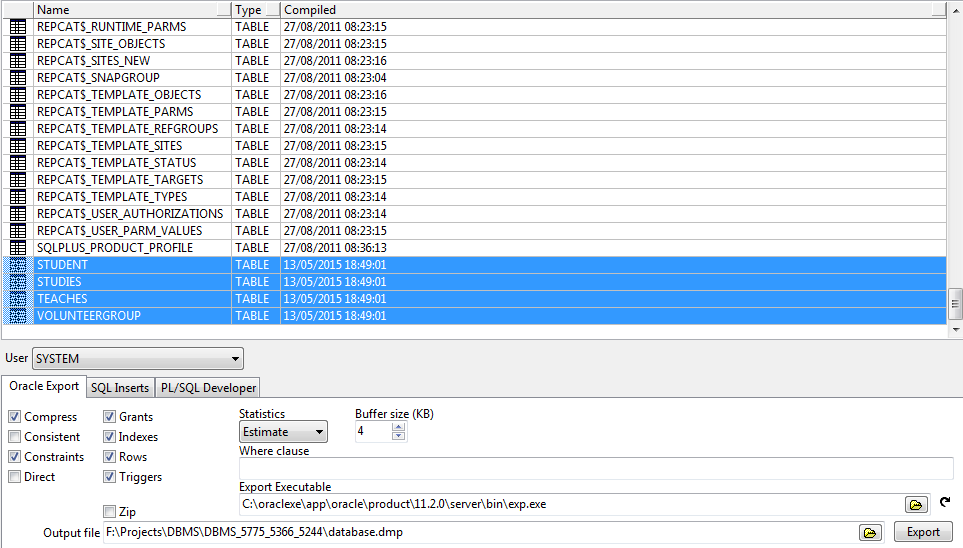 Name Type Compiled
REPCAT$_RUNTIME_PARMS TABLE 27/08/2011 08:23:15
REPCAT$_SITE_OBJECTS TABLE 27/08/2011 08:23:15
REPCAT$_SITES_NEW TABLE 27/08/2011 08:23:16
REPCAT$_SNAPGROUP TABLE 27/08/2011 08:23:04
REPCAT$_TEMPLATE_OBJECTS TABLE 27/08/2011 08:23:16
REPCAT$_TEMPLATE_PARMS TABLE 27/08/2011 08:23:15
REPCAT$_TEMPLATE_REFGROUPS TABLE 27/08/2011 08:23:14
REPCAT$_TEMPLATE_SITES TABLE 27/08/2011 08:23:15
REPCAT$_TEMPLATE_STATUS TABLE 27/08/2011 08:23:14
REPCAT$_TEMPLATE_TARGETS TABLE 27/08/2011 08:23:15
REPCAT$_TEMPLATE_TYPES TABLE 27/08/2011 08:23:14
REPCAT$_USER_AUTHORIZATIONS TABLE 27/08/2011 08:23:14
REPCAT$_USER_PARM_VALUES TABLE 27/08/2011 08:23:15
SQLPLUS_PRODUCT_PROFILE TABLE 27/08/2011 08:36:13
STUDENT TABLE 13/05/2015 18:49:01
STUDIES TABLE 13/05/2015 18:49:01
TEACHES TABLE 13/05/2015 18:49:01
VOLUNTEERGROUP TABLE 13/05/2015 18:49:01
User SYSTEM
Oracle Export SQL Inserts PL/SQL Developer
Compress Grants Statistics Buffer size (KB)
Consistent Indexes Estimate 4
Constraints Rows Where clause
Direct Triggers
Export Executable
C:\oraclexe\app\oracle\product\11.2.0\server\bin\exp.exe
Zip
Output file F:\Projects\DBMS\DBMS_5775_5366_5244\database.dmp Export